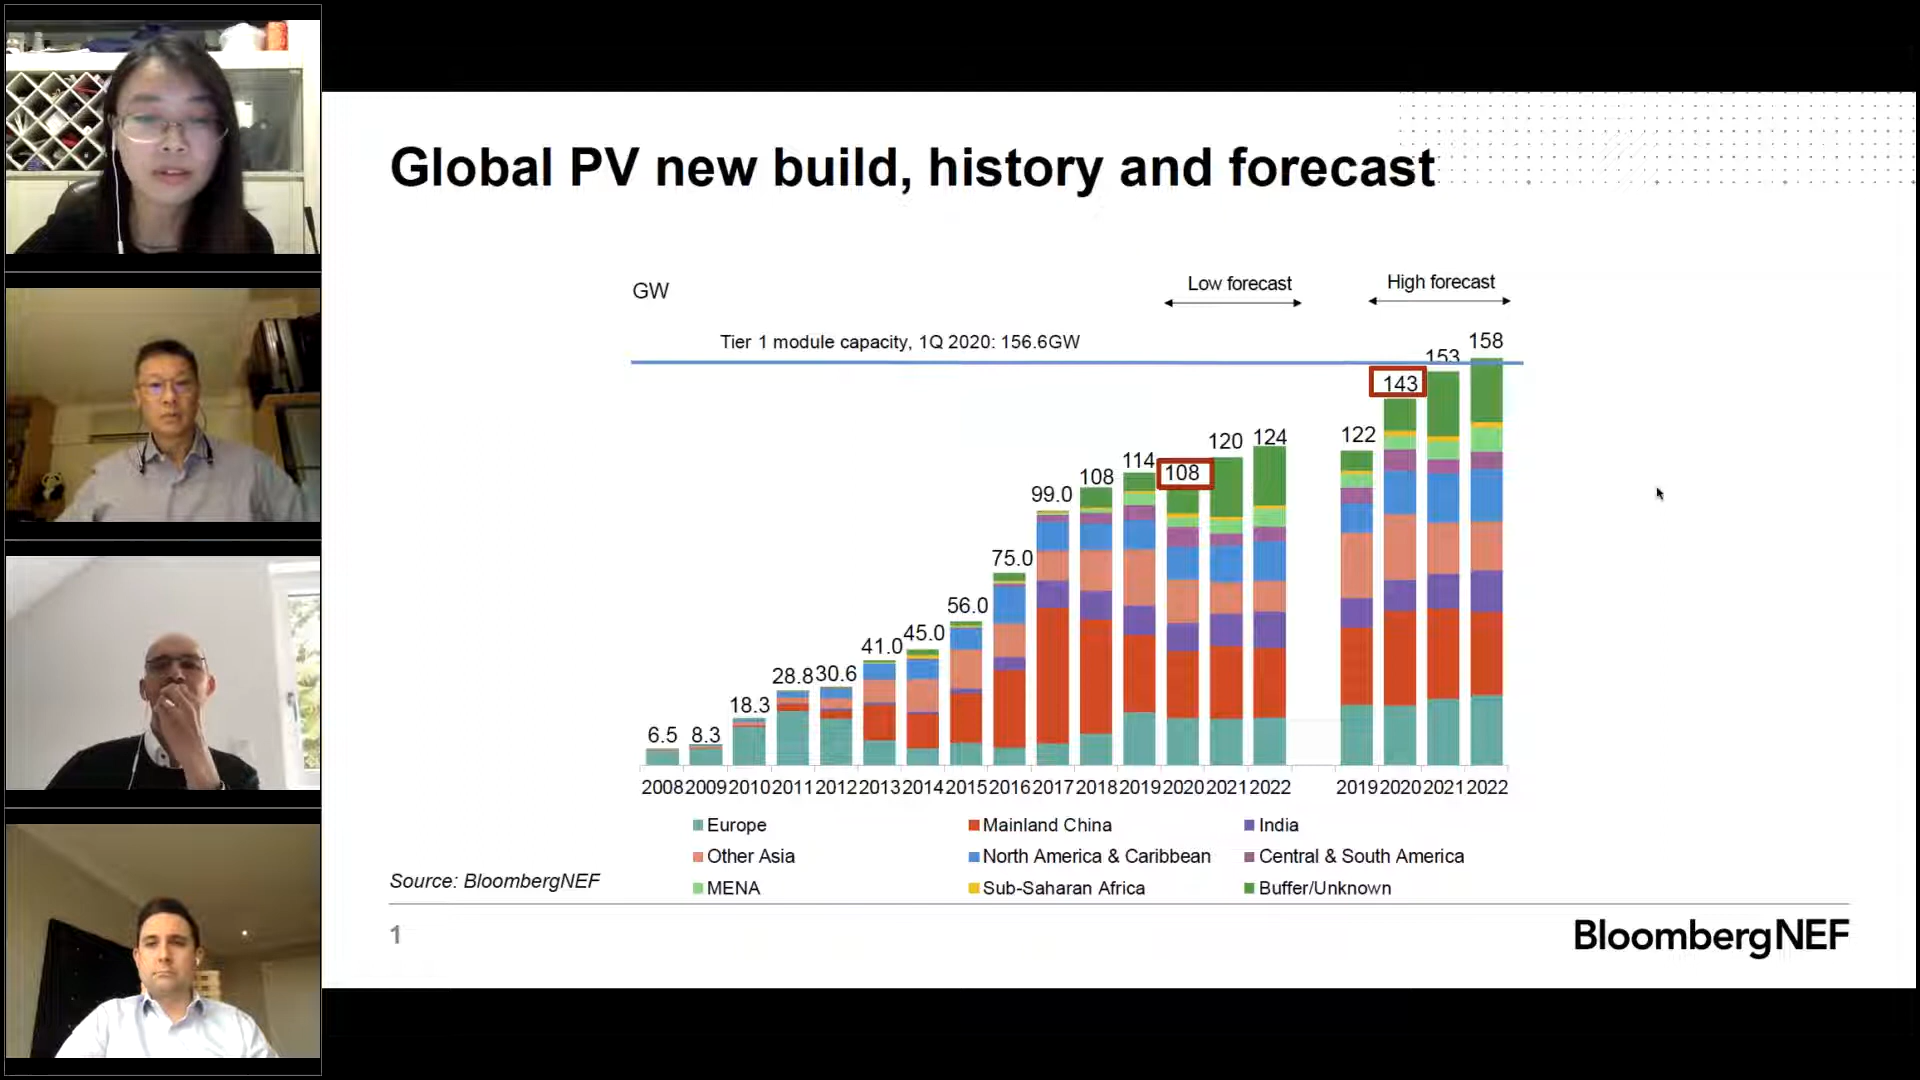 Global PV new build, history and forecast
GW
Low forecast
High forecast
Tier 1 module capacity, 1Q 2020: 156.6GW
6.5 8.3 18.3 28.8 30.6 41.0 45.0 56.0 75.0 99.0 108 114 108 120 124 122 143 153 158
2008 2009 2010 2011 2012 2013 2014 2015 2016 2017 2018 2019 2020 2021 2022 2019 2020 2021 2022
Europe Mainland China India
Other Asia North America & Caribbean Central & South America
MENA Sub-Saharan Africa Buffer/Unknown
Source: BloombergNEF
1
BloombergNEF